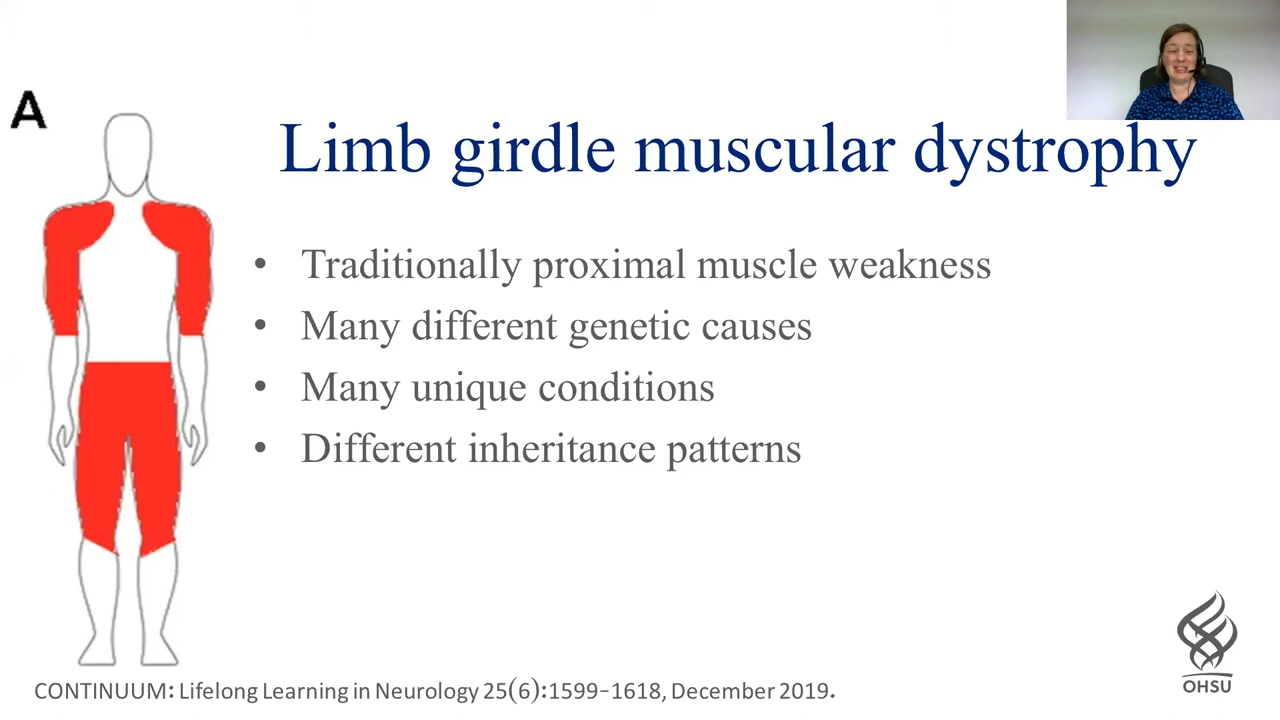 A
Limb girdle muscular dystrophy
• Traditionally proximal muscle weakness
• Many different genetic causes
• Many unique conditions
• Different inheritance patterns
CONTINUUM: Lifelong Learning in Neurology 25(6):1599-1618, December 2019.
OHSU